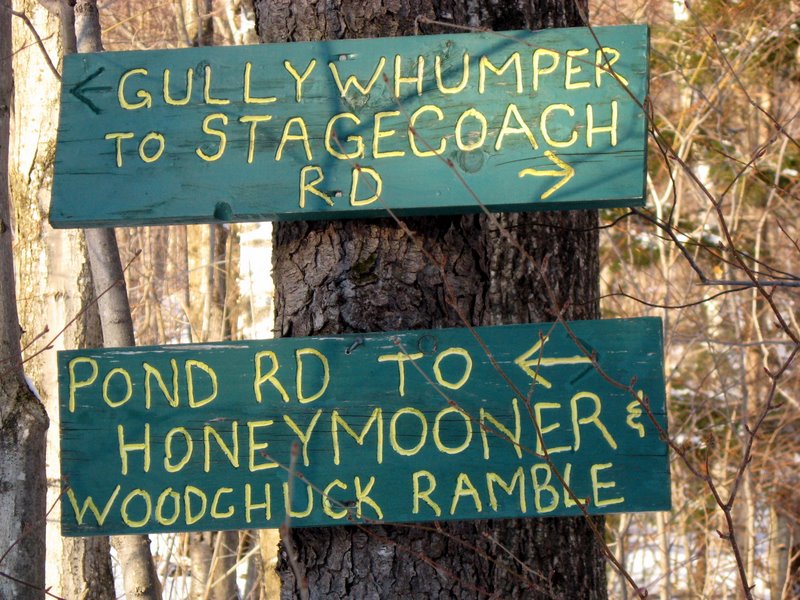 ← GULLYWHUMPER
TO STAGECOACH
RD →
POND RD TO ←
HONEYMOONER &
WOODCHUCK RAMBLE